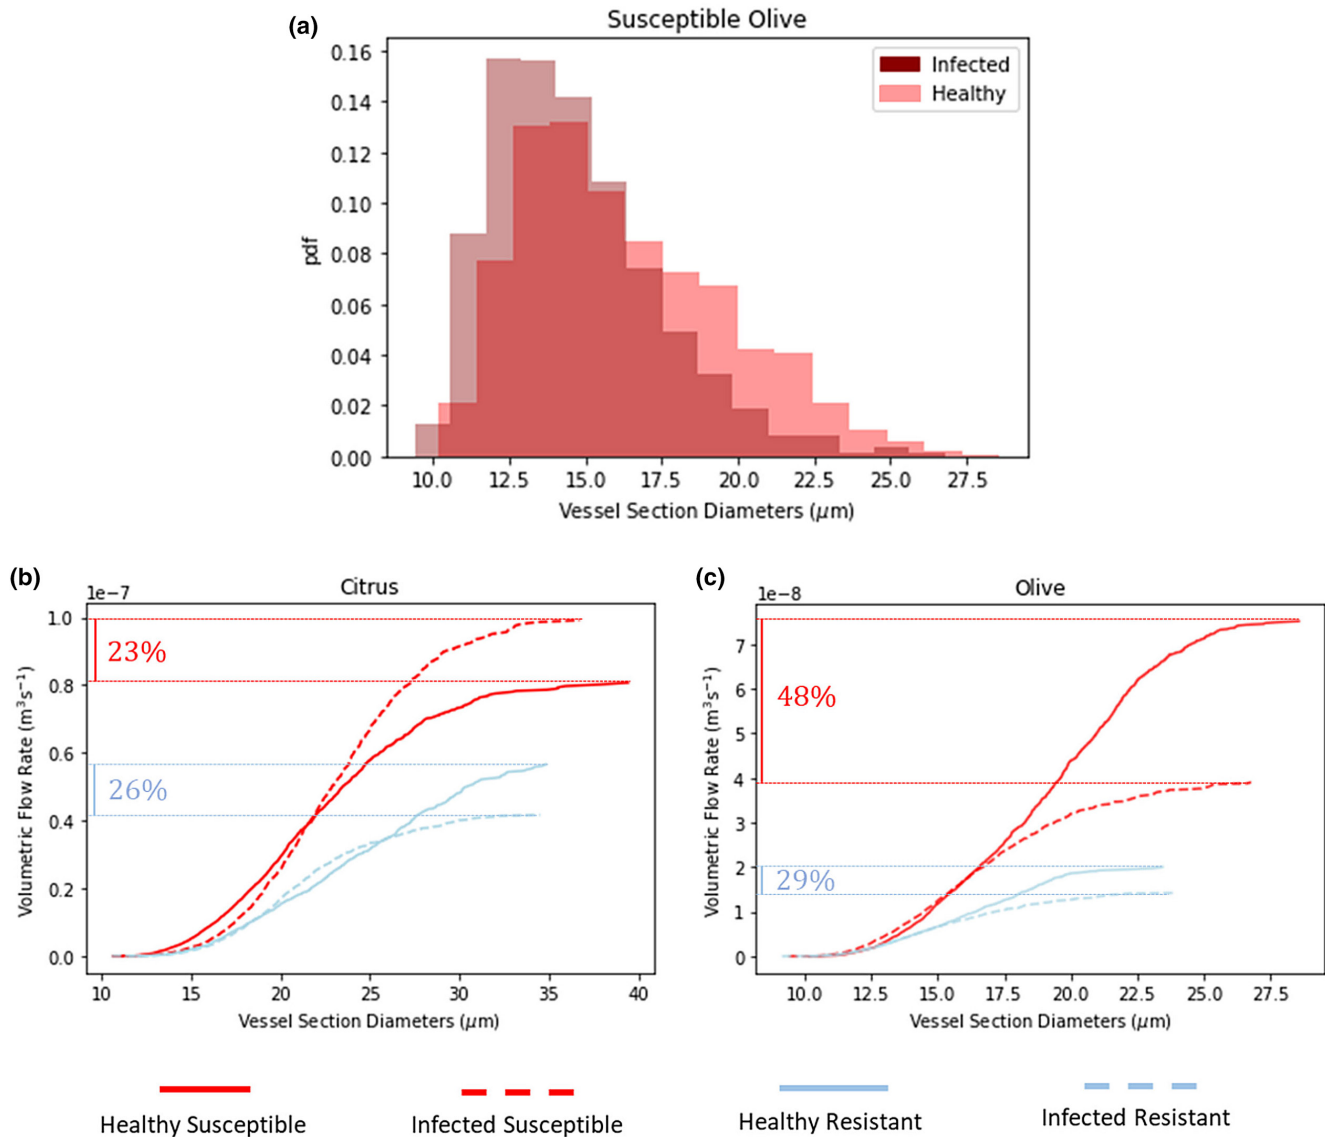 (a)
Susceptible Olive
Infected
Healthy
0.16
0.14
0.12
0.10
0.08
0.06
0.04
0.02
0.00
pdf
10.0 12.5 15.0 17.5 20.0 22.5 25.0 27.5
Vessel Section Diameters (μm)
(b)
Citrus
1e−7
1.0
0.8
0.6
0.4
0.2
0.0
23%
26%
Volumetric Flow Rate (m³s⁻¹)
10 15 20 25 30 35 40
Vessel Section Diameters (μm)
(c)
Olive
1e−8
7
6
5
4
3
2
1
0
48%
29%
Volumetric Flow Rate (m³s⁻¹)
10.0 12.5 15.0 17.5 20.0 22.5 25.0 27.5
Vessel Section Diameters (μm)
Healthy Susceptible
Infected Susceptible
Healthy Resistant
Infected Resistant